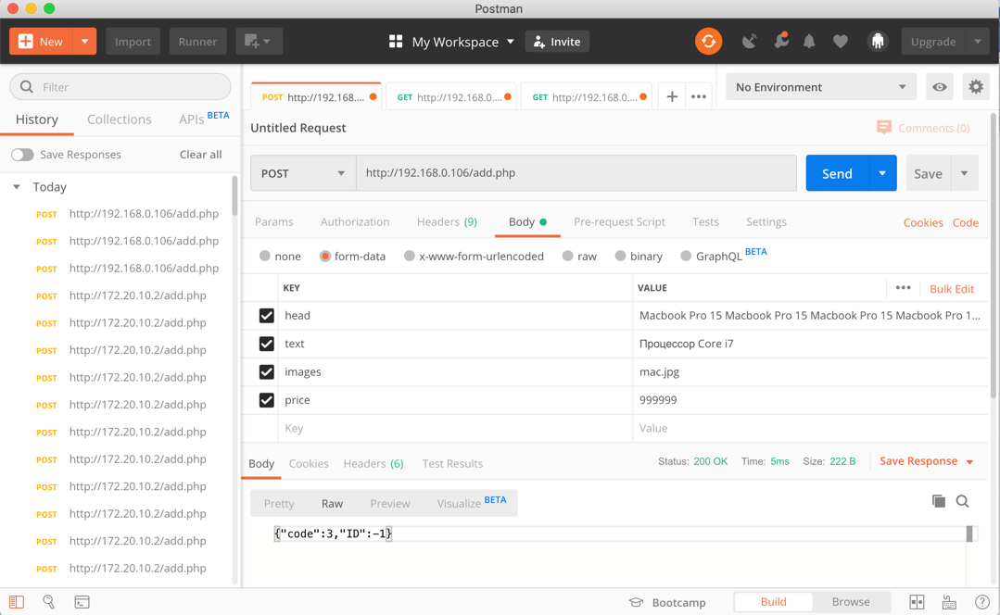 Postman
New Import Runner My Workspace Invite Upgrade
Filter
History Collections APIs BETA
Save Responses Clear all
Today
POST http://192.168.0.106/add.php
POST http://192.168.0.106/add.php
POST http://192.168.0.106/add.php
POST http://172.20.10.2/add.php
POST http://172.20.10.2/add.php
POST http://172.20.10.2/add.php
POST http://172.20.10.2/add.php
POST http://172.20.10.2/add.php
POST http://172.20.10.2/add.php
POST http://172.20.10.2/add.php
POST http://172.20.10.2/add.php
POST http://172.20.10.2/add.php
POST http://172.20.10.2/add.php
POST http://172.20.10.2/add.php
POST http://192.168.... GET http://192.168.0.... GET http://192.168.0.... No Environment
Untitled Request Comments (0)
POST http://192.168.0.106/add.php Send Save
Params Authorization Headers (9) Body Pre-request Script Tests Settings Cookies Code
none form-data x-www-form-urlencoded raw binary GraphQL BETA
KEY VALUE Bulk Edit
head Macbook Pro 15 Macbook Pro 15 Macbook Pro 15 Macbook Pro 1...
text Процессор Core i7
images mac.jpg
price 999999
Key Value
Body Cookies Headers (6) Test Results Status: 200 OK Time: 5ms Size: 222 B Save Response
Pretty Raw Preview Visualize BETA
{"code":3,"ID":-1}
Bootcamp Build Browse